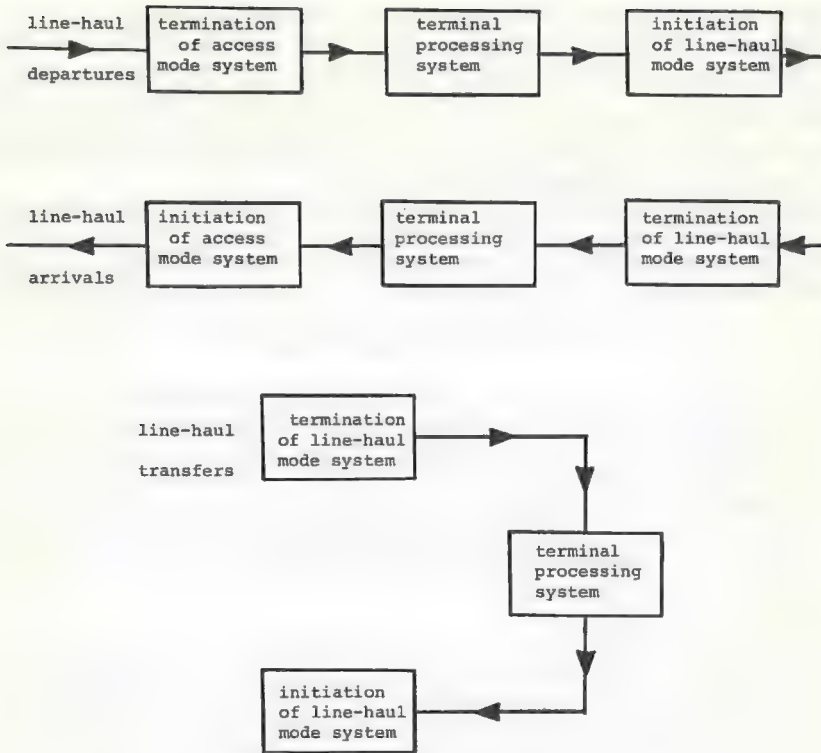 line-haul
departures
termination
of access
mode system
terminal
processing
system
initiation
of line-haul
mode system
line-haul
arrivals
initiation
of access
mode system
terminal
processing
system
termination
of line-haul
mode system
line-haul
transfers
termination
of line-haul
mode system
terminal
processing
system
initiation
of line-haul
mode system